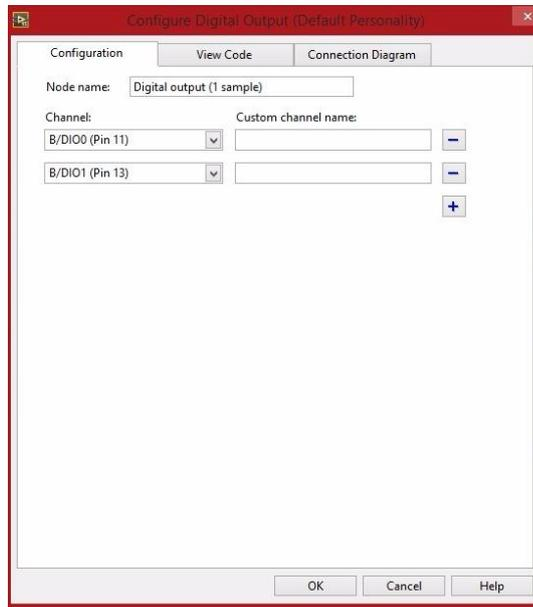 Configure Digital Output (Default Personality)
Configuration View Code Connection Diagram
Node name: Digital output (1 sample)
Channel: Custom channel name:
B/DIO0 (Pin 11)
B/DIO1 (Pin 13)
OK Cancel Help